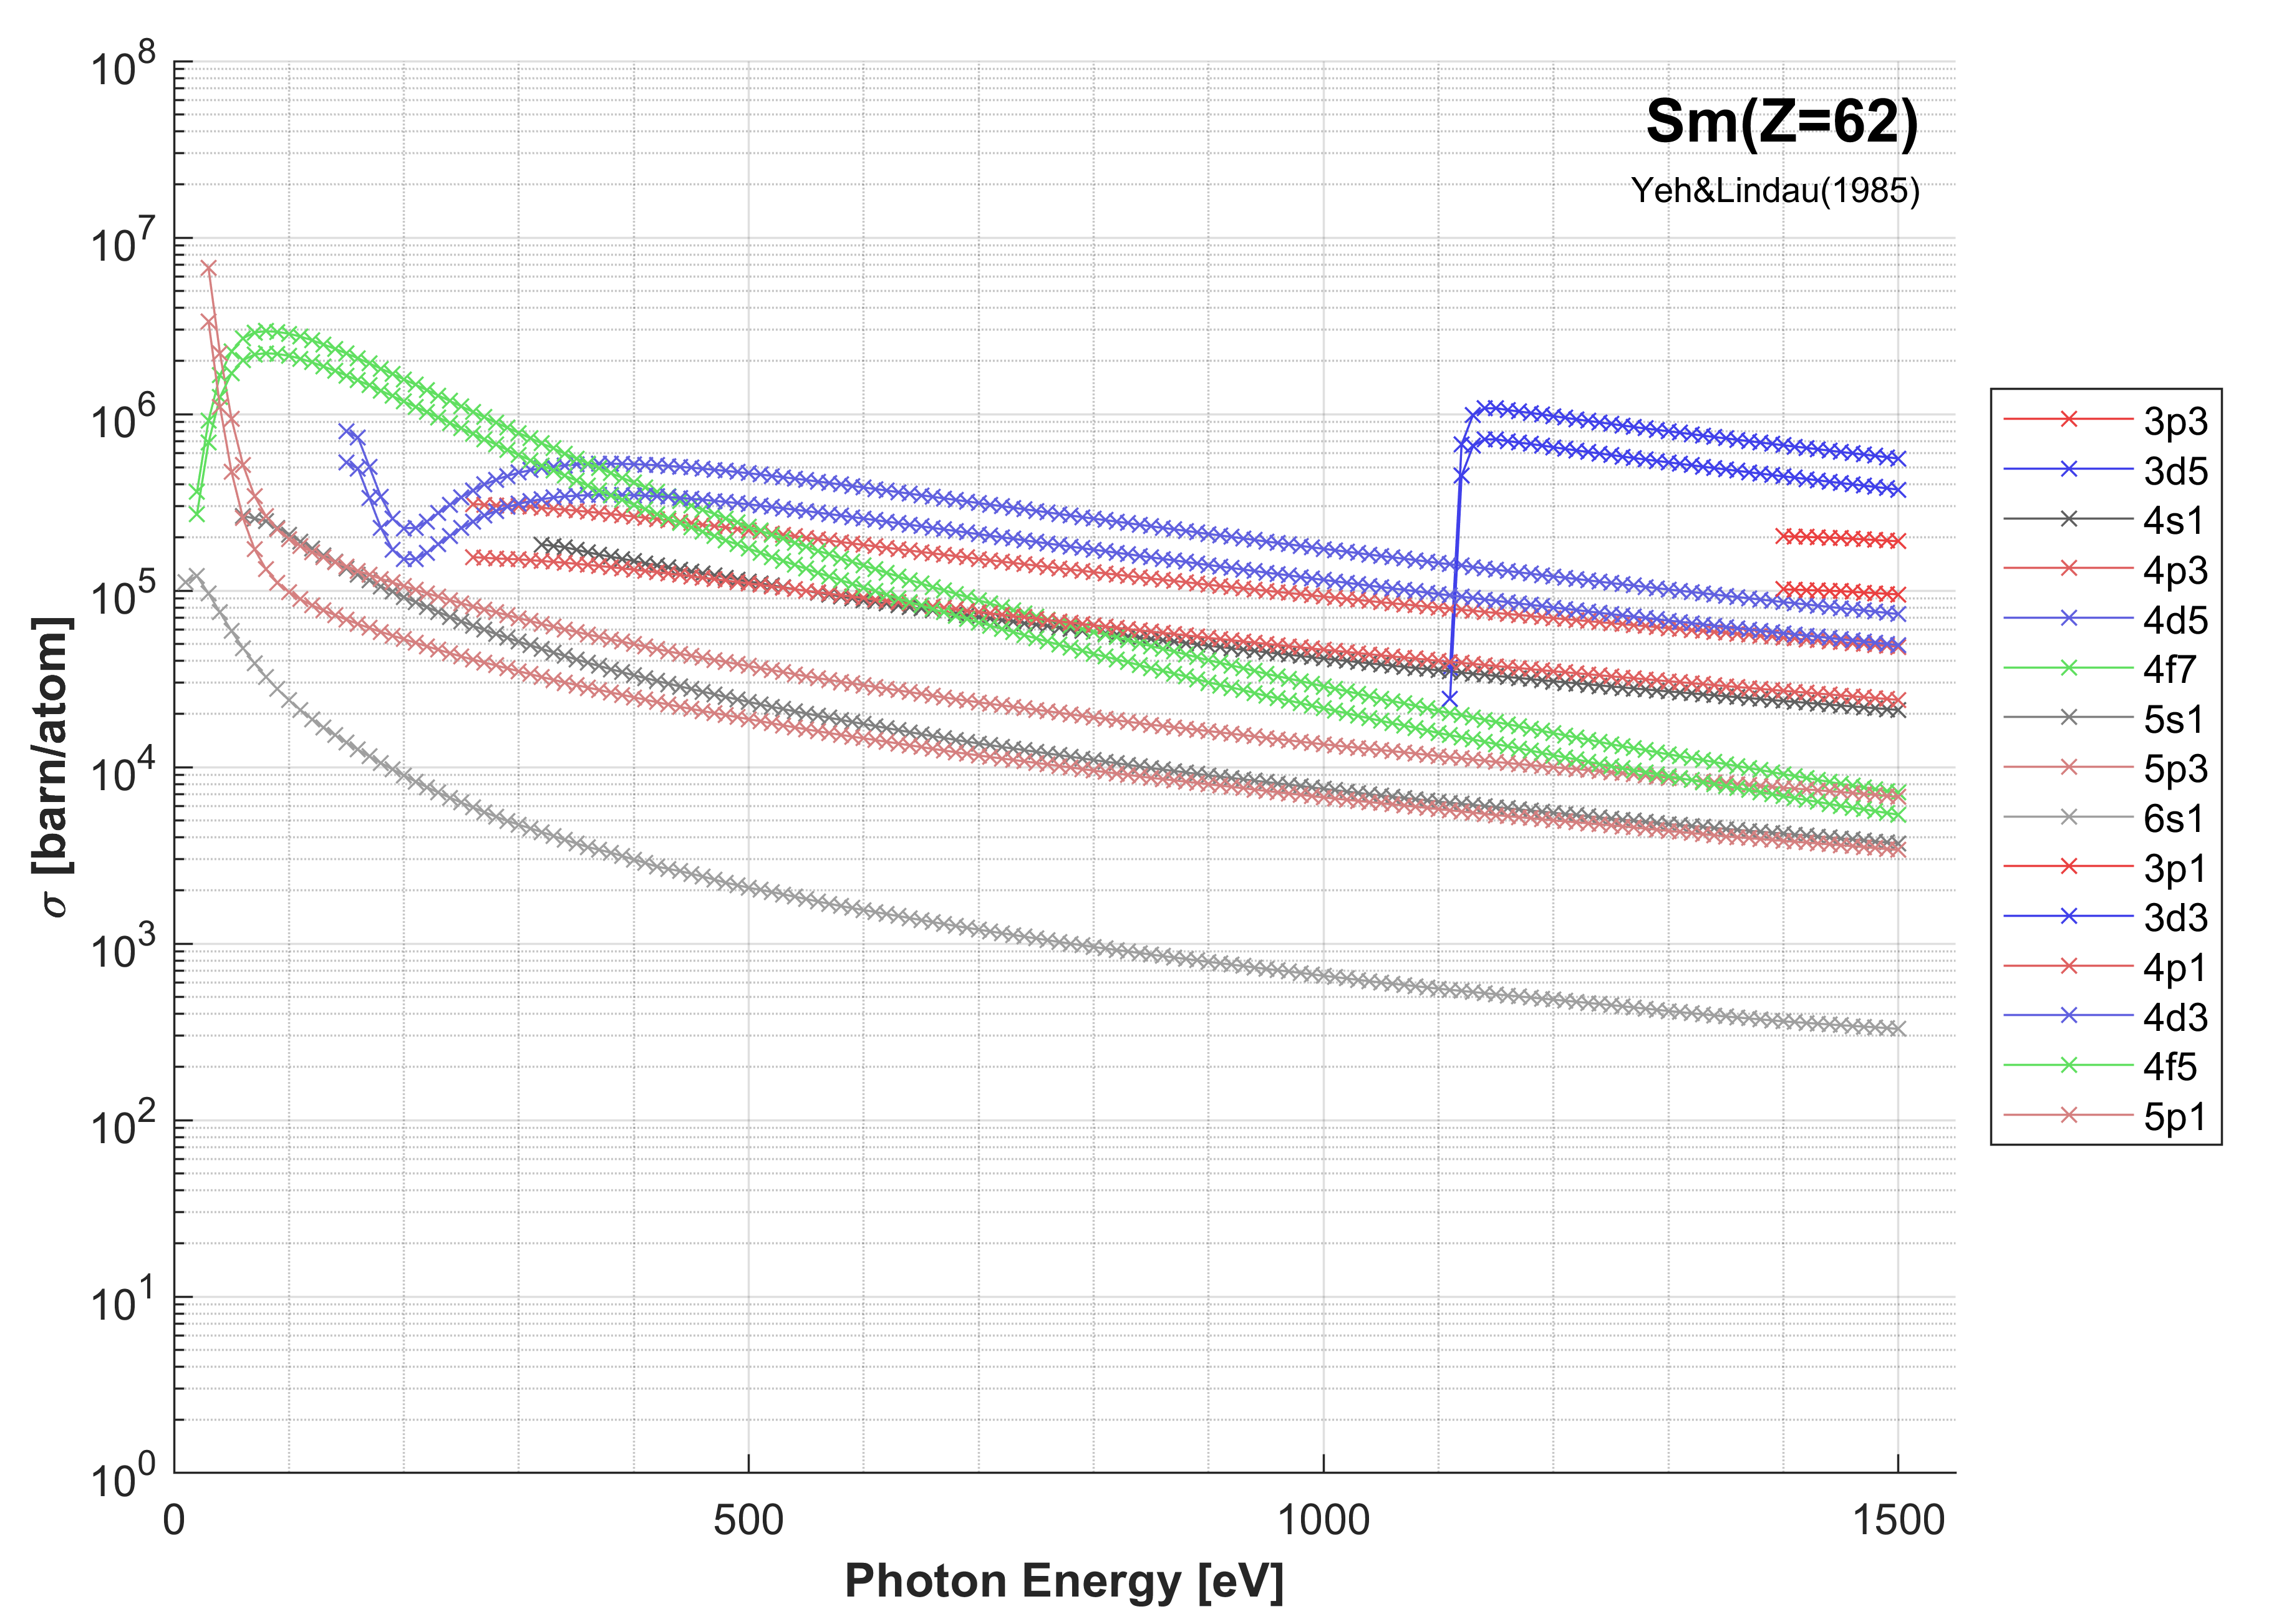 Sm(Z=62)
Yeh&Lindau(1985)
10^8
10^7
10^6
10^5
10^4
10^3
10^2
10^1
10^0
σ [barn/atom]
0 500 1000 1500
Photon Energy [eV]
3p3
3d5
4s1
4p3
4d5
4f7
5s1
5p3
6s1
3p1
3d3
4p1
4d3
4f5
5p1